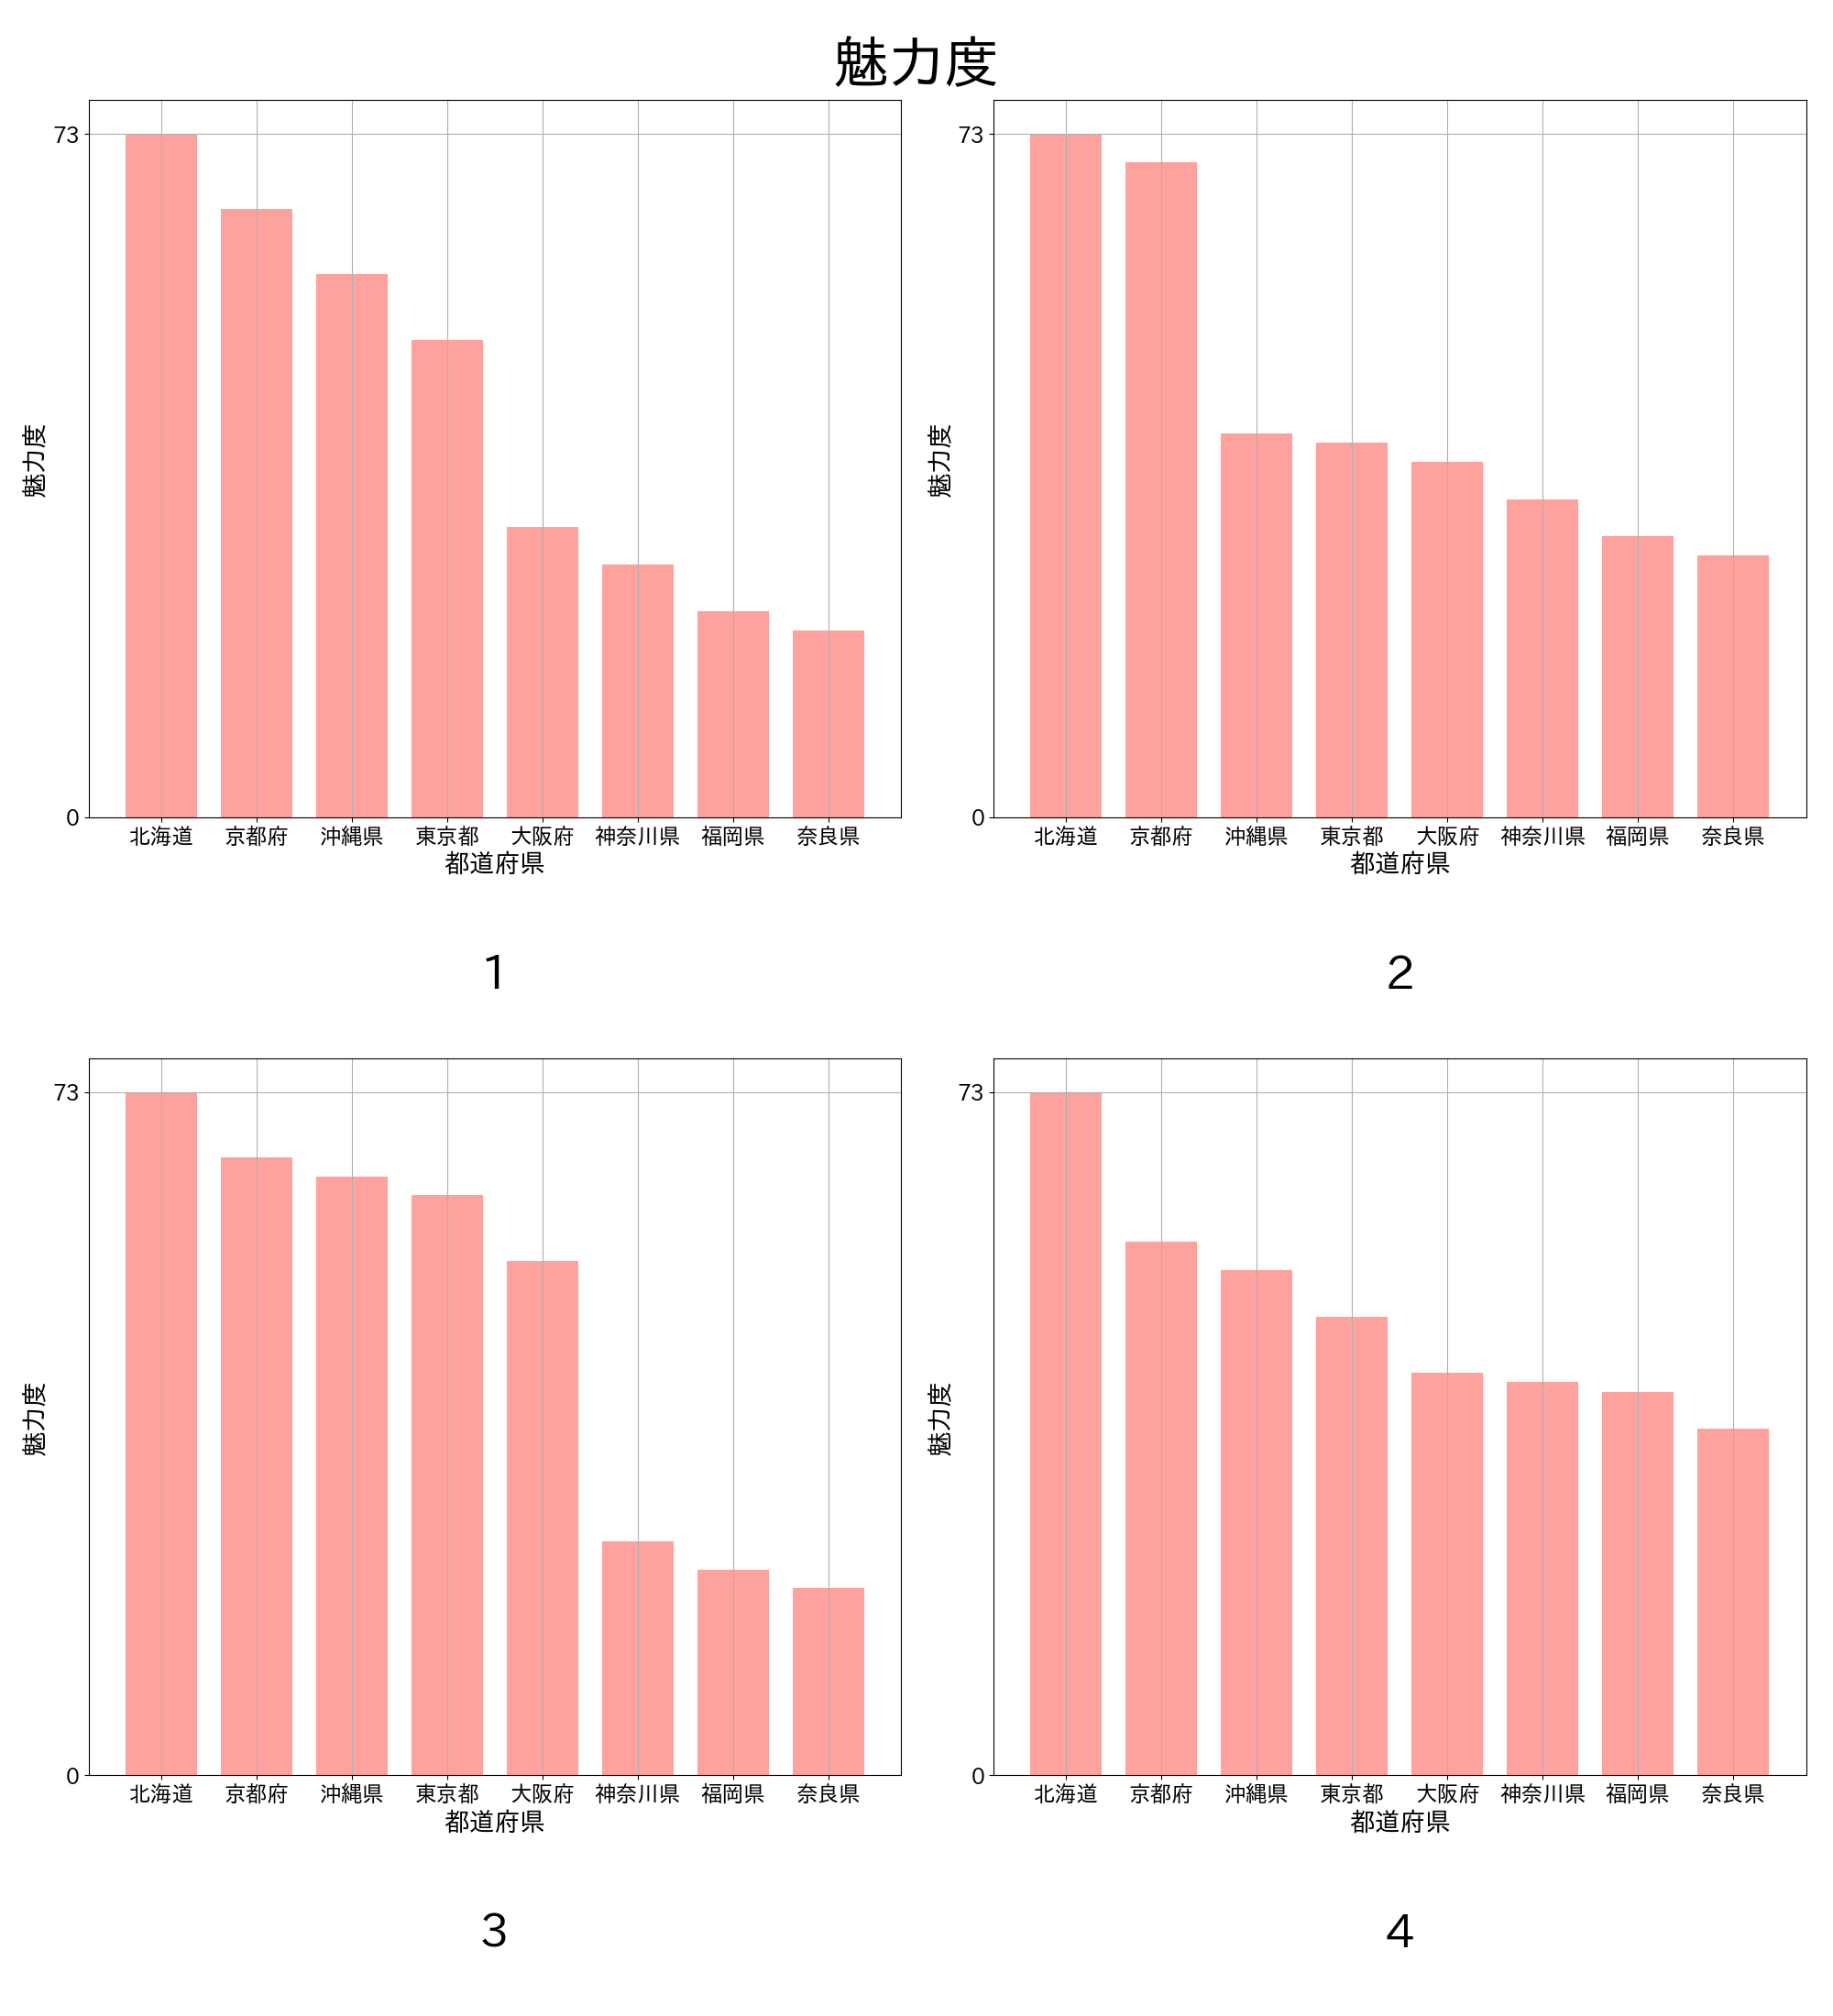 魅力度
73
魅力度
0
北海道 京都府 沖縄県 東京都 大阪府 神奈川県 福岡県 奈良県
都道府県
1
73
魅力度
0
北海道 京都府 沖縄県 東京都 大阪府 神奈川県 福岡県 奈良県
都道府県
2
73
魅力度
0
北海道 京都府 沖縄県 東京都 大阪府 神奈川県 福岡県 奈良県
都道府県
3
73
魅力度
0
北海道 京都府 沖縄県 東京都 大阪府 神奈川県 福岡県 奈良県
都道府県
4